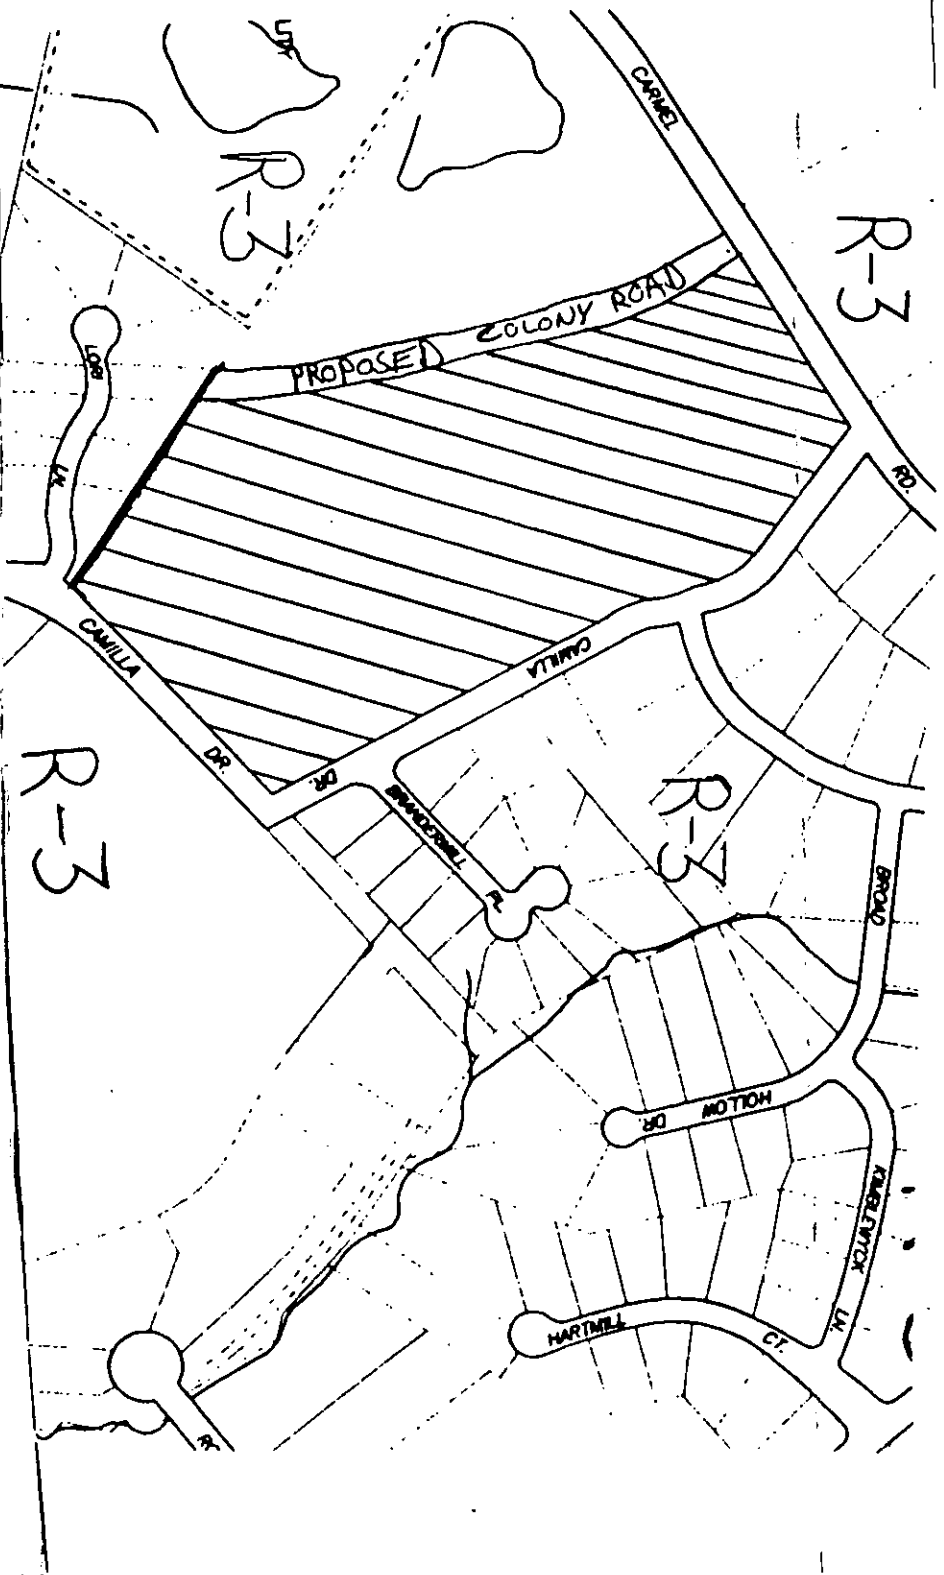 CARMEL
RD.
R-3
R-3
PROPOSED COLONY ROAD
LORI
LN.
CAMILLA
DR.
CAMILLA
DR.
R-3
R-3
BRANDERMILL
PL.
BROAD
HOLLOW
DR.
KIMBLEWYCK
LN.
HARTMILL
CT.